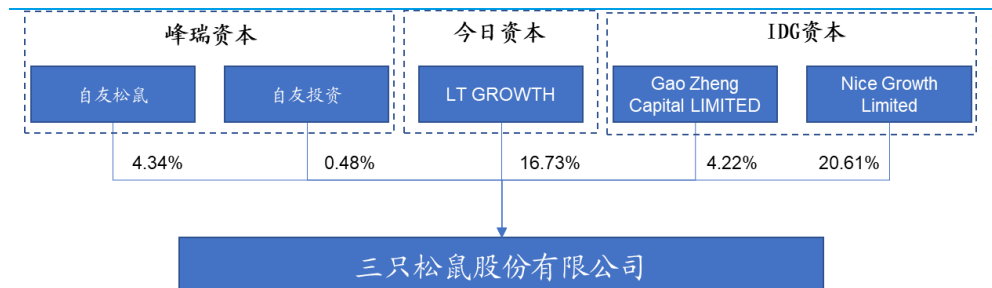 峰瑞资本
今日资本
IDG资本
自友松鼠
自友投资
LT GROWTH
Gao Zheng
Capital LIMITED
Nice Growth
Limited
4.34%
0.48%
16.73%
4.22%
20.61%
三只松鼠股份有限公司